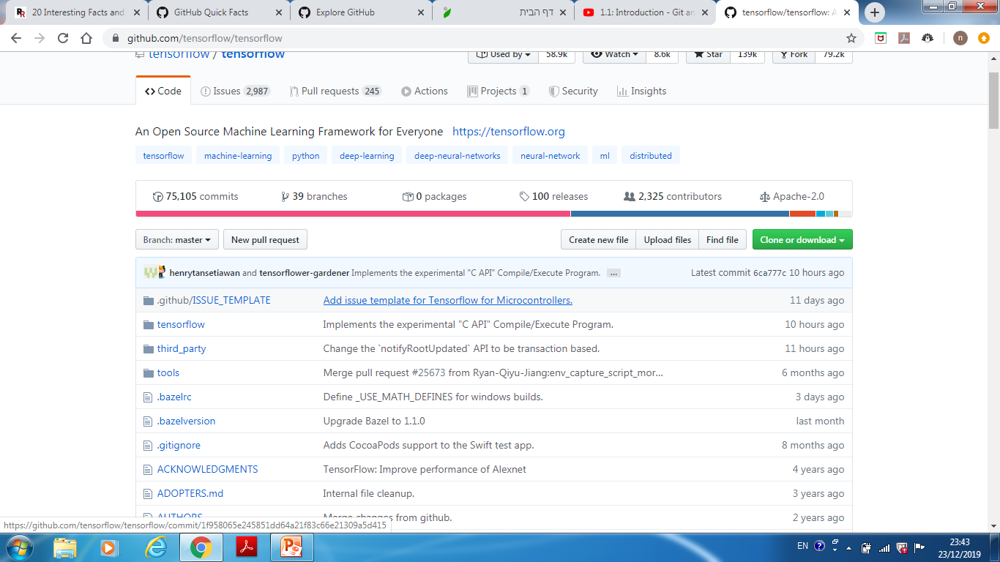 20 Interesting Facts and
GitHub Quick Facts
Explore GitHub
דף הבית
1.1: Introduction - Git an
tensorflow/tensorflow: A
github.com/tensorflow/tensorflow
n
tensorflow / tensorflow
Used by 58.9k
Watch 8.6k
Star 139k
Fork 79.2k
Code
Issues 2,987
Pull requests 245
Actions
Projects 1
Security
Insights
An Open Source Machine Learning Framework for Everyone https://tensorflow.org
tensorflow machine-learning python deep-learning deep-neural-networks neural-network ml distributed
75,105 commits 39 branches 0 packages 100 releases 2,325 contributors Apache-2.0
Branch: master New pull request Create new file Upload files Find file Clone or download
henrytansetiawan and tensorflower-gardener Implements the experimental "C API" Compile/Execute Program. ... Latest commit 6ca777c 10 hours ago
.github/ISSUE_TEMPLATE Add issue template for Tensorflow for Microcontrollers. 11 days ago
tensorflow Implements the experimental "C API" Compile/Execute Program. 10 hours ago
third_party Change the `notifyRootUpdated` API to be transaction based. 11 hours ago
tools Merge pull request #25673 from Ryan-Qiyu-Jiang:env_capture_script_mor... 6 months ago
.bazelrc Define _USE_MATH_DEFINES for windows builds. 3 days ago
.bazelversion Upgrade Bazel to 1.1.0 last month
.gitignore Adds CocoaPods support to the Swift test app. 8 months ago
ACKNOWLEDGMENTS TensorFlow: Improve performance of Alexnet 4 years ago
ADOPTERS.md Internal file cleanup. 3 years ago
AUTHORS Merge changes from github. 2 years ago
https://github.com/tensorflow/tensorflow/commit/1f958065e245851dd64a21f83c66e21309a5d415
EN
23:43
23/12/2019